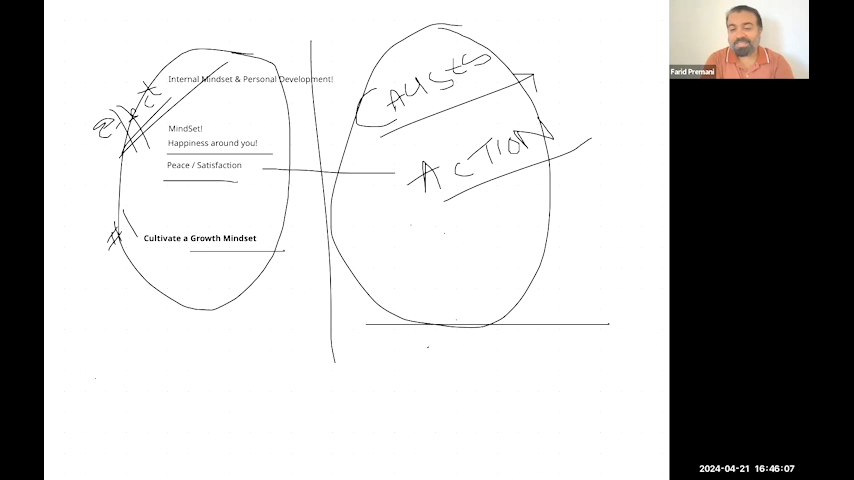 Internal Mindset & Personal Development!
Effect
MindSet!
Happiness around you!
Peace / Satisfaction
Cultivate a Growth Mindset
CAUSES
ACTION
Farid Premani
2024-04-21 16:46:07